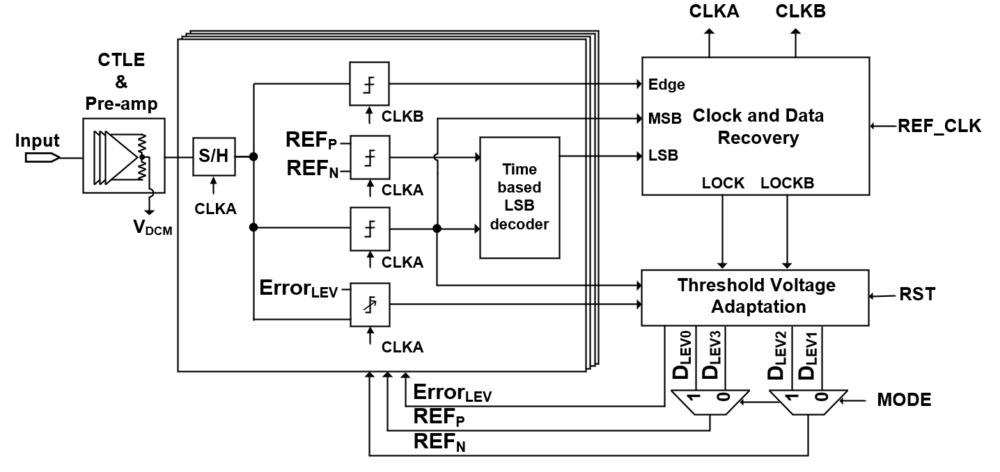 CLKA
CLKB
CTLE
&
Pre-amp
Input
V_DCM
S/H
CLKA
CLKB
REF_P
REF_N
CLKA
CLKA
Error_LEV
CLKA
Time
based
LSB
decoder
Edge
MSB
LSB
Clock and Data
Recovery
LOCK
LOCKB
REF_CLK
Threshold Voltage
Adaptation
RST
D_LEV0
D_LEV3
D_LEV2
D_LEV1
1
0
1
0
MODE
Error_LEV
REF_P
REF_N